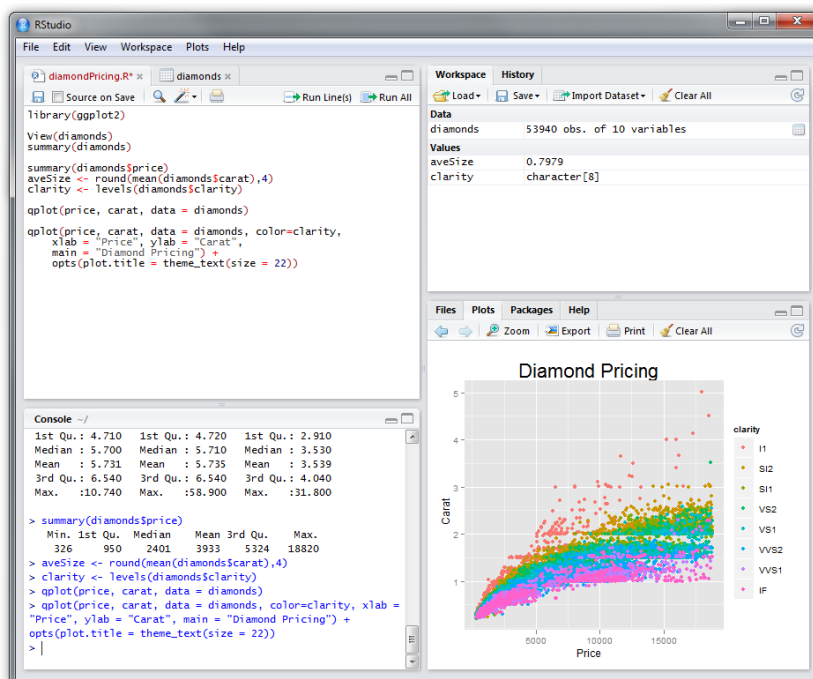 RStudio
File Edit View Workspace Plots Help
diamondPricing.R* × diamonds ×
Source on Save Run Line(s) Run All
library(ggplot2)
View(diamonds)
summary(diamonds)
summary(diamonds$price)
aveSize <- round(mean(diamonds$carat),4)
clarity <- levels(diamonds$clarity)
qplot(price, carat, data = diamonds)
qplot(price, carat, data = diamonds, color=clarity,
xlab = "Price", ylab = "Carat",
main = "Diamond Pricing") +
opts(plot.title = theme_text(size = 22))
Console ~/
1st Qu.: 4.710 1st Qu.: 4.720 1st Qu.: 2.910
Median : 5.700 Median : 5.710 Median : 3.530
Mean : 5.731 Mean : 5.735 Mean : 3.539
3rd Qu.: 6.540 3rd Qu.: 6.540 3rd Qu.: 4.040
Max. :10.740 Max. :58.900 Max. :31.800
> summary(diamonds$price)
Min. 1st Qu. Median Mean 3rd Qu. Max.
326 950 2401 3933 5324 18820
> aveSize <- round(mean(diamonds$carat),4)
> clarity <- levels(diamonds$clarity)
> qplot(price, carat, data = diamonds)
> qplot(price, carat, data = diamonds, color=clarity, xlab =
"Price", ylab = "Carat", main = "Diamond Pricing") +
opts(plot.title = theme_text(size = 22))
>
Workspace History
Load Save Import Dataset Clear All
Data
diamonds 53940 obs. of 10 variables
Values
aveSize 0.7979
clarity character[8]
Files Plots Packages Help
Zoom Export Print Clear All
Diamond Pricing
5
4
3
2
1
Carat
5000 10000 15000
Price
clarity
I1
SI2
SI1
VS2
VS1
VVS2
VVS1
IF